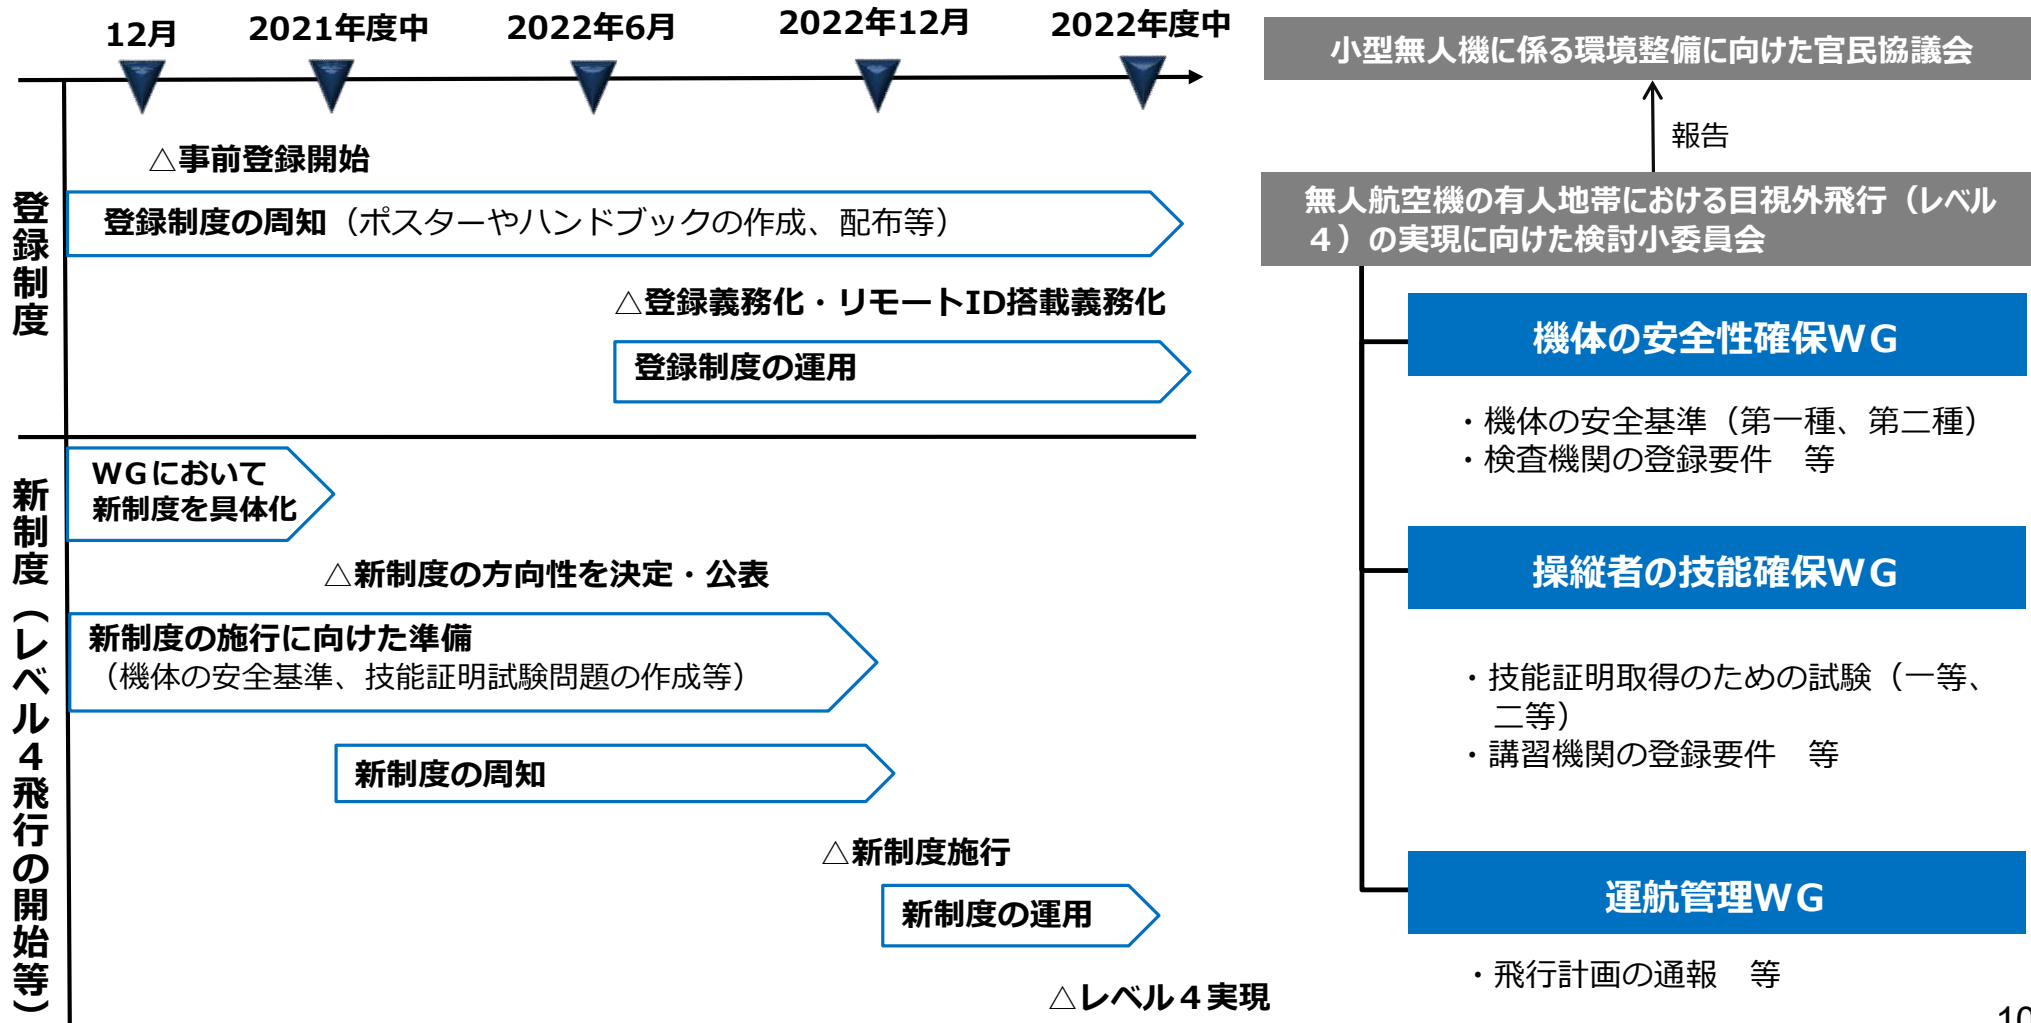 12月
2021年度中
2022年6月
2022年12月
2022年度中
登録制度
△事前登録開始
登録制度の周知（ポスターやハンドブックの作成、配布等）
△登録義務化・リモートID搭載義務化
登録制度の運用
新制度（レベル４飛行の開始等）
ＷＧにおいて
新制度を具体化
△新制度の方向性を決定・公表
新制度の施行に向けた準備
（機体の安全基準、技能証明試験問題の作成等）
新制度の周知
△新制度施行
新制度の運用
△レベル４実現
小型無人機に係る環境整備に向けた官民協議会
報告
無人航空機の有人地帯における目視外飛行（レベル
４）の実現に向けた検討小委員会
機体の安全性確保ＷＧ
・機体の安全基準（第一種、第二種）
・検査機関の登録要件　等
操縦者の技能確保ＷＧ
・技能証明取得のための試験（一等、
二等）
・講習機関の登録要件　等
運航管理ＷＧ
・飛行計画の通報　等
10